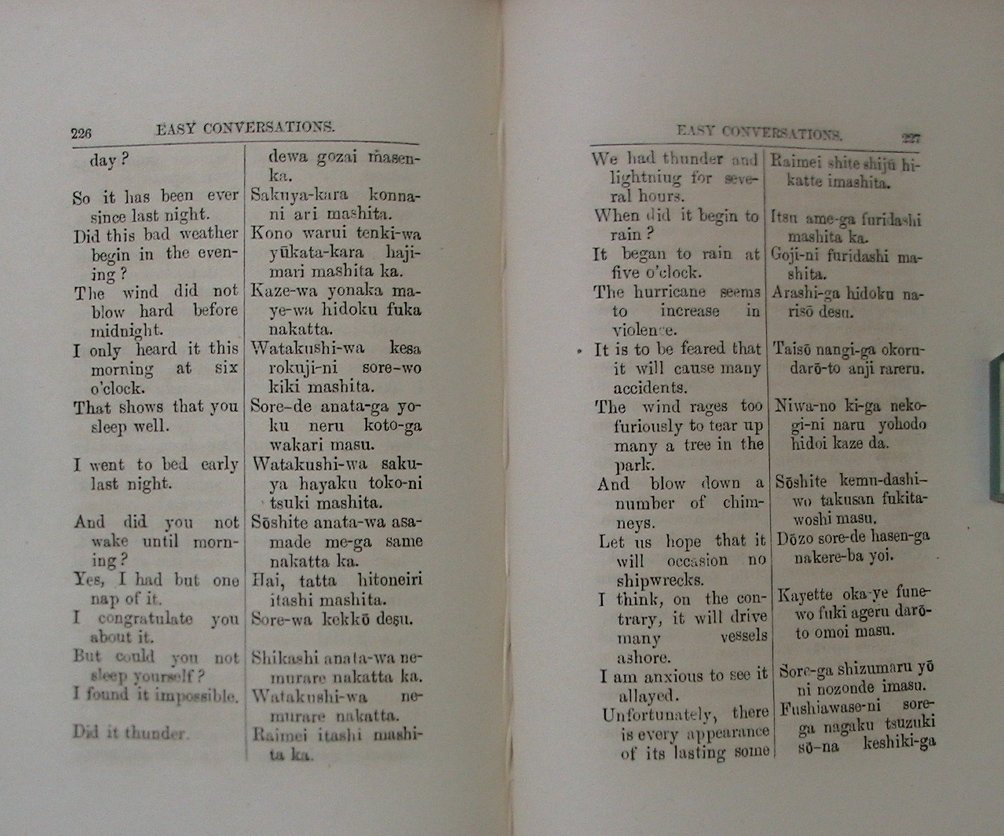 226
EASY CONVERSATIONS.
day ?
So it has been ever
since last night.
Did this bad weather
begin in the even-
ing ?
The wind did not
blow hard before
midnight.
I only heard it this
morning at six
o'clock.
That shows that you
sleep well.
I went to bed early
last night.
And did you not
wake until morn-
ing ?
Yes, I had but one
nap of it.
I congratulate you
about it.
But could you not
sleep yourself ?
I found it impossible.
Did it thunder.
dewa gozai masen-
ka.
Sakuya-kara konna-
ni ari mashita.
Kono warui tenki-wa
yūkata-kara haji-
mari mashita ka.
Kaze-wa yonaka ma-
ye-wa hidoku fuka
nakatta.
Watakushi-wa kesa
rokuji-ni sore-wo
kiki mashita.
Sore-de anata-ga yo-
ku neru koto-ga
wakari masu.
Watakushi-wa saku-
ya hayaku toko-ni
tsuki mashita.
Sōshite anata-wa asa-
made me-ga same
nakatta ka.
Hai, tatta hitoneiri
itashi mashita.
Sore-wa kekkō desu.
Shikashi anata-wa ne-
murare nakatta ka.
Watakushi-wa ne-
murare nakatta.
Raimei itashi mashi-
ta ka.
EASY CONVERSATIONS.
227
We had thunder and
lightning for seve-
ral hours.
When did it begin to
rain ?
It began to rain at
five o'clock.
The hurricane seems
to increase in
violence.
It is to be feared that
it will cause many
accidents.
The wind rages too
furiously to tear up
many a tree in the
park.
And blow down a
number of chim-
neys.
Let us hope that it
will occasion no
shipwrecks.
I think, on the con-
trary, it will drive
many vessels
ashore.
I am anxious to see it
allayed.
Unfortunately, there
is every appearance
of its lasting some
Raimei shite shijū hi-
katte imashita.
Itsu ame-ga furidashi
mashita ka.
Goji-ni furidashi ma-
shita.
Arashi-ga hidoku na-
risō desu.
Taisō nangi-ga okoru-
darō-to anji rareru.
Niwa-no ki-ga neko-
gi-ni naru yohodo
hidoi kaze da.
Sōshite kemu-dashi-
wo takusan fukita-
woshi masu.
Dōzo sore-de hasen-ga
nakere-ba yoi.
Kayette oka-ye fune-
wo fuki ageru darō-
to omoi masu.
Sore-ga shizumaru yō
ni nozonde imasu.
Fushiawase-ni sore-
ga nagaku tsuzuki
sō-na keshiki-ga